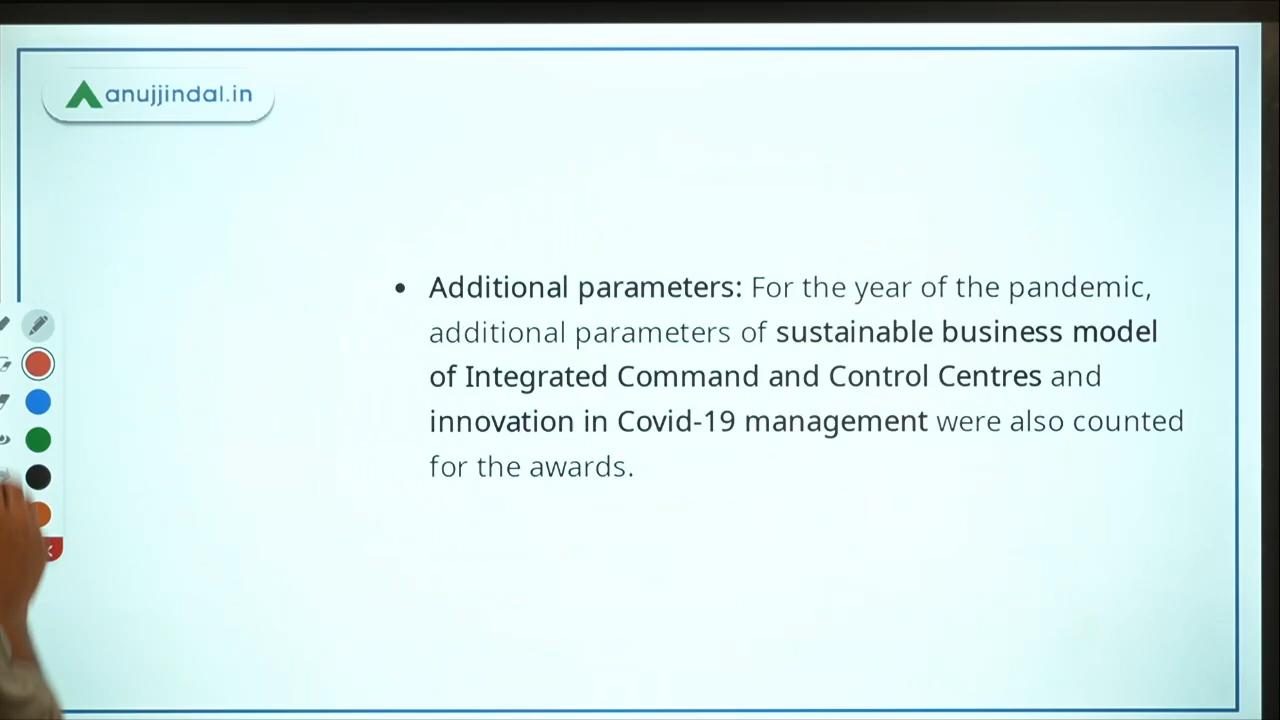 anujjindal.in
• Additional parameters: For the year of the pandemic,
additional parameters of sustainable business model
of Integrated Command and Control Centres and
innovation in Covid-19 management were also counted
for the awards.